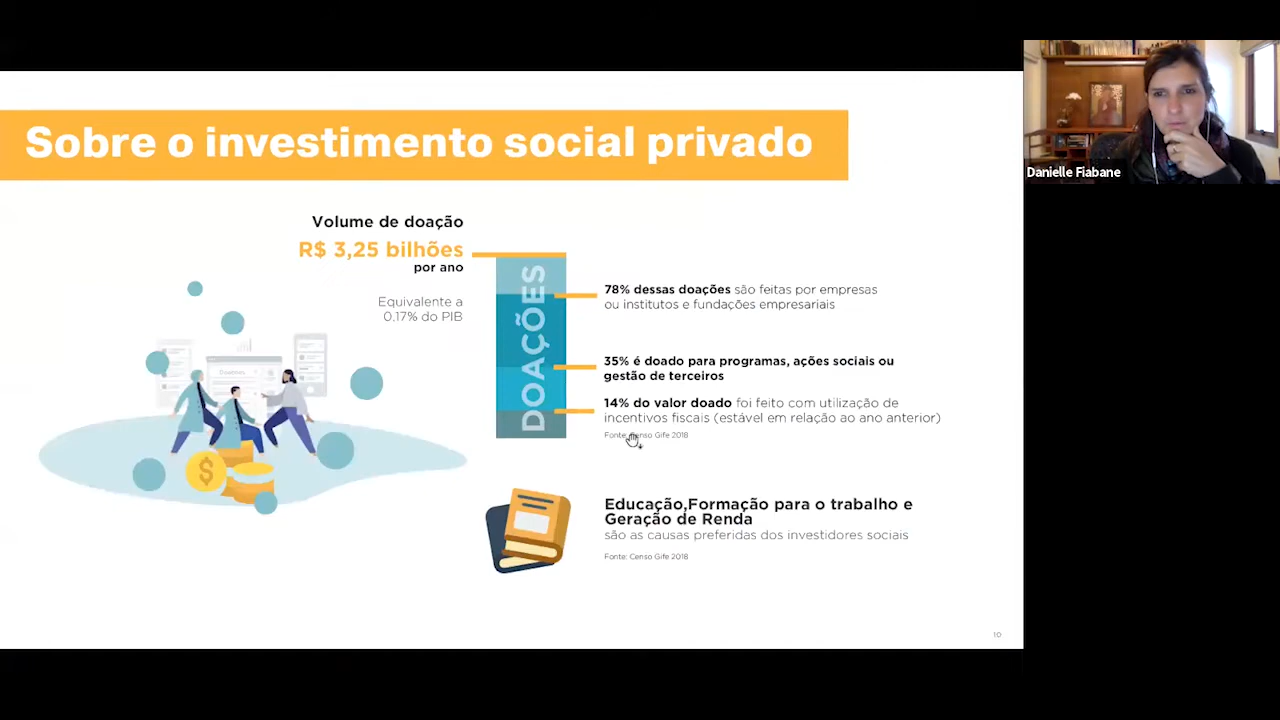 Sobre o investimento social privado
Danielle Fiabane
Volume de doação
R$ 3,25 bilhões
por ano
Equivalente a
0.17% do PIB
DOAÇÕES
78% dessas doações são feitas por empresas
ou institutos e fundações empresariais
35% é doado para programas, ações sociais ou
gestão de terceiros
14% do valor doado foi feito com utilização de
incentivos fiscais (estável em relação ao ano anterior)
Fonte: Censo Gife 2018
$
Educação,Formação para o trabalho e
Geração de Renda
são as causas preferidas dos investidores sociais
Fonte: Censo Gife 2018
10